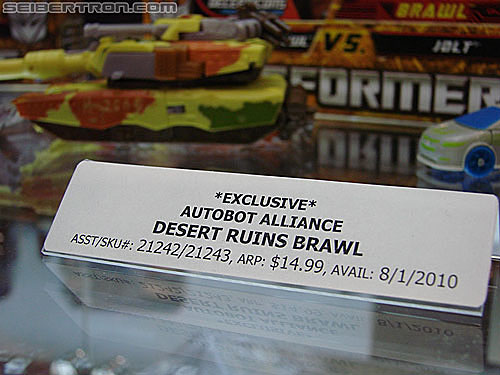 SEIBERTRON.COM
BRAWL
VS.
JOLT
FORMER
*EXCLUSIVE*
AUTOBOT ALLIANCE
DESERT RUINS BRAWL
ASST/SKU#: 21242/21243, ARP: $14.99, AVAIL: 8/1/2010